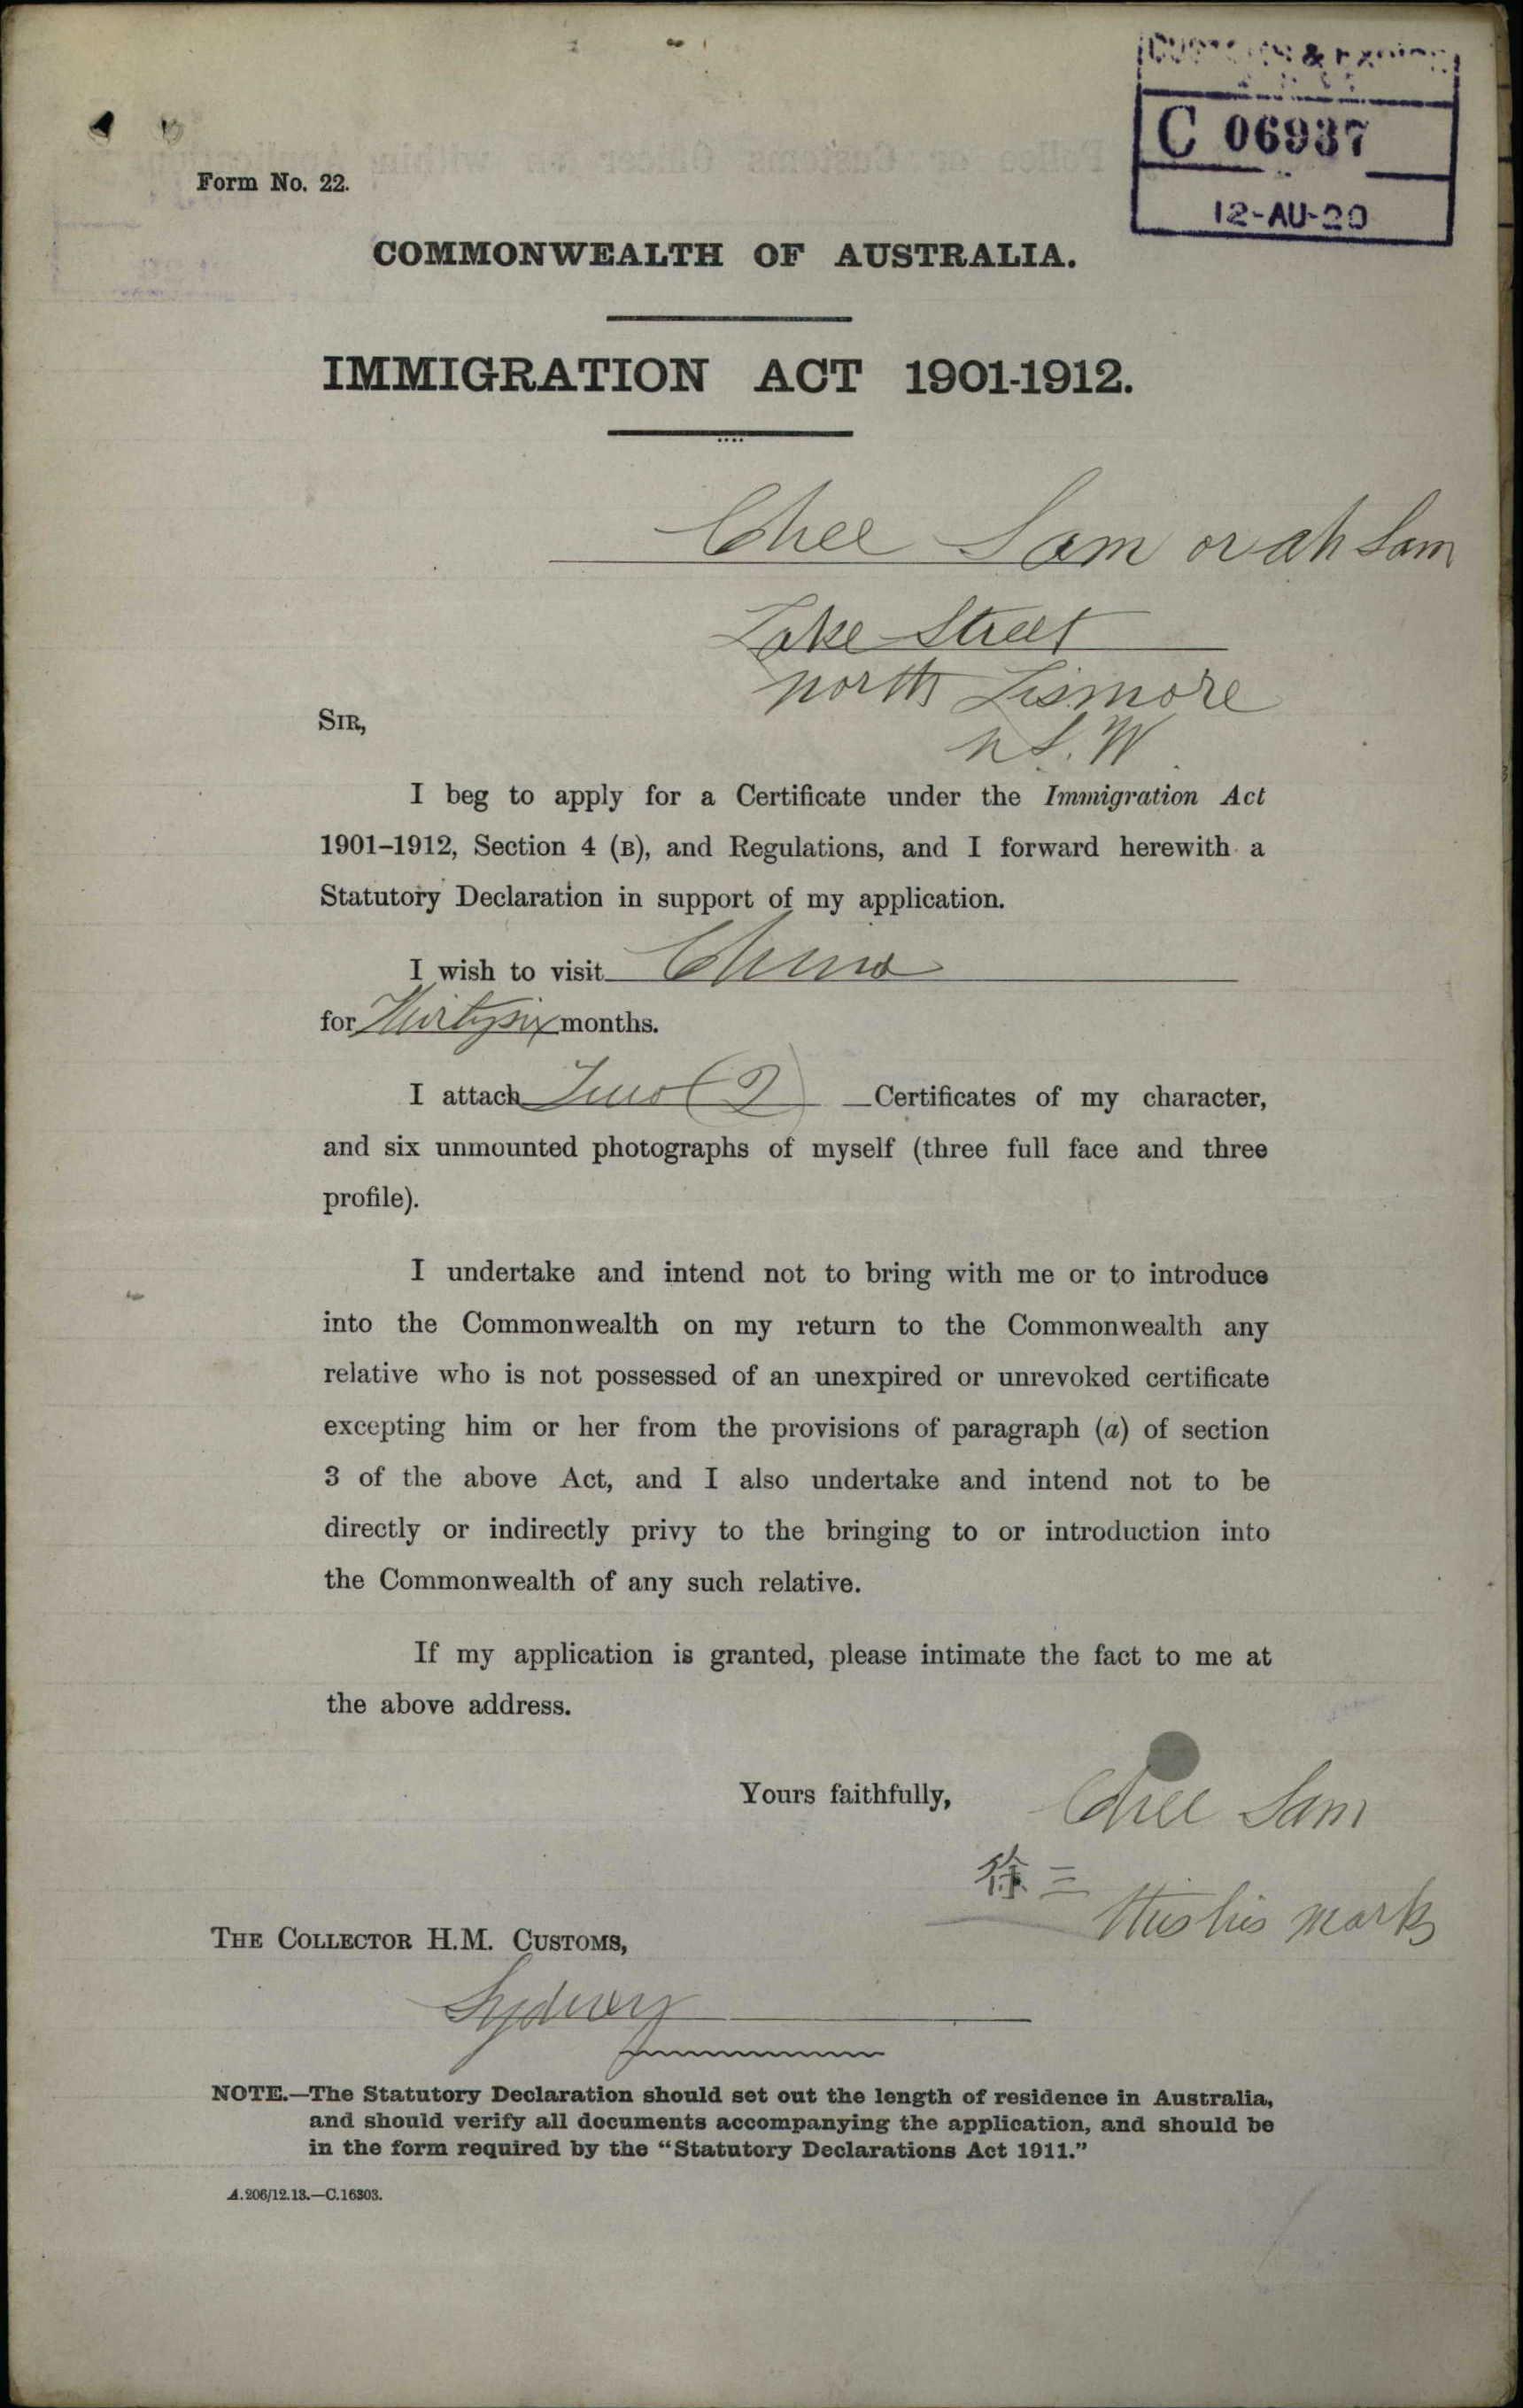 CUSTOMS & EXCISE
C 06937
12-AU-20
Form No. 22.
COMMONWEALTH OF AUSTRALIA.
IMMIGRATION ACT 1901-1912.
Chee Sam or ah Sam
Lake Street
north Lismore
n S. W
SIR,
I beg to apply for a Certificate under the Immigration Act
1901–1912, Section 4 (B), and Regulations, and I forward herewith a
Statutory Declaration in support of my application.
I wish to visit China
for Thirtysix months.
I attach Two (2) Certificates of my character,
and six unmounted photographs of myself (three full face and three
profile).
I undertake and intend not to bring with me or to introduce
into the Commonwealth on my return to the Commonwealth any
relative who is not possessed of an unexpired or unrevoked certificate
excepting him or her from the provisions of paragraph (a) of section
3 of the above Act, and I also undertake and intend not to be
directly or indirectly privy to the bringing to or introduction into
the Commonwealth of any such relative.
If my application is granted, please intimate the fact to me at
the above address.
Yours faithfully,
Chee Sam
徐三
his mark
THE COLLECTOR H.M. CUSTOMS,
Sydney
NOTE.—The Statutory Declaration should set out the length of residence in Australia,
and should verify all documents accompanying the application, and should be
in the form required by the “Statutory Declarations Act 1911.”
A.206/12.13.—C.16303.